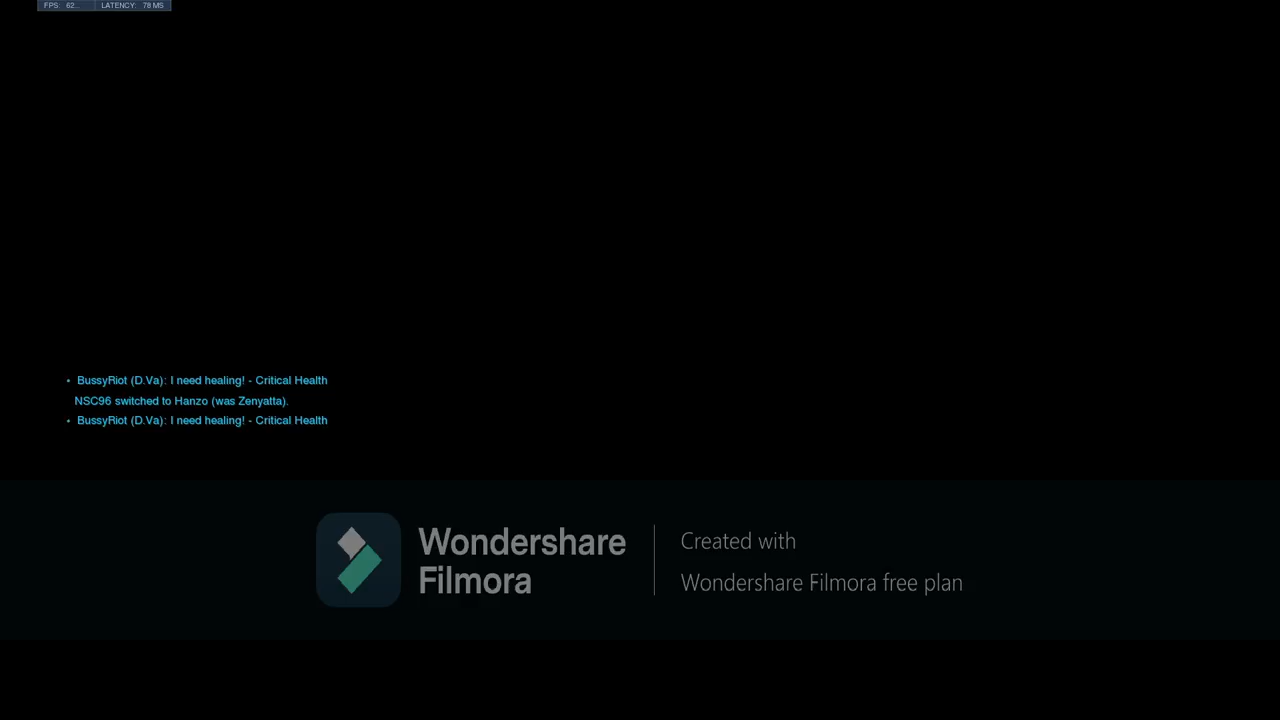 FPS: 62... LATENCY: 78 MS
• BussyRiot (D.Va): I need healing! - Critical Health
NSC96 switched to Hanzo (was Zenyatta).
• BussyRiot (D.Va): I need healing! - Critical Health
Wondershare
Filmora
Created with
Wondershare Filmora free plan